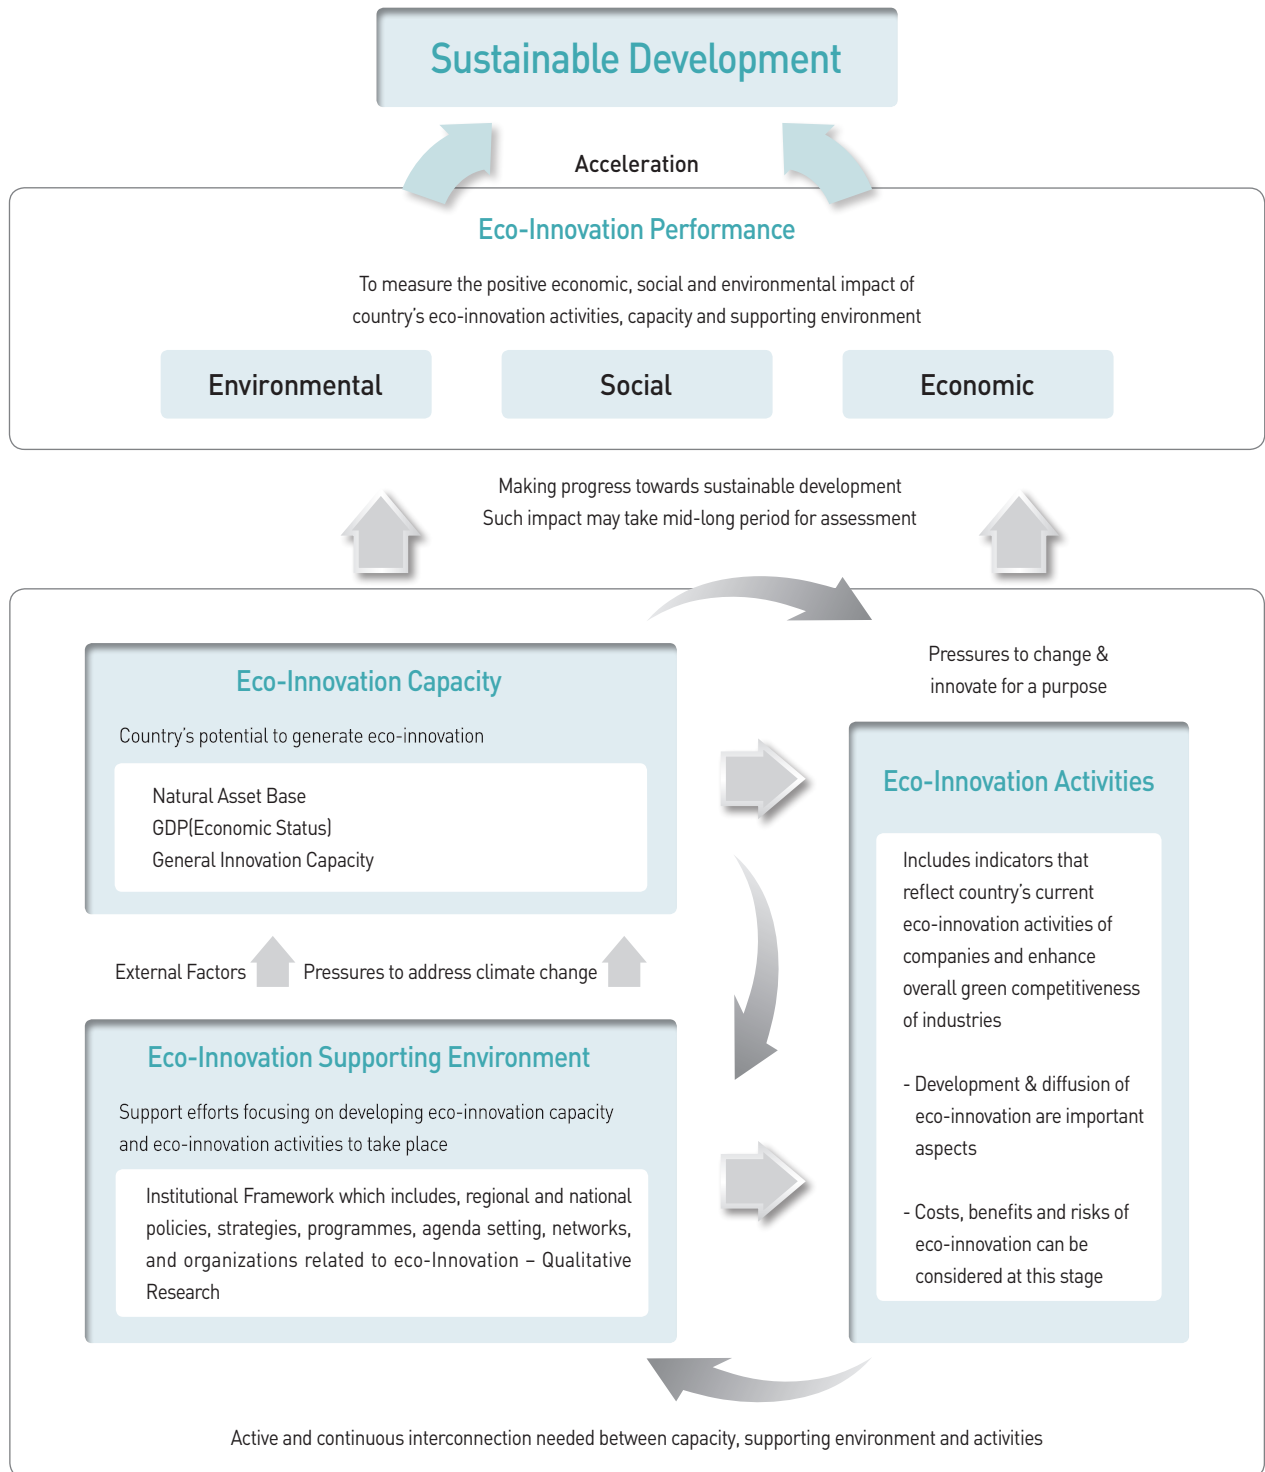 Sustainable Development
Acceleration
Eco-Innovation Performance
To measure the positive economic, social and environmental impact of
country's eco-innovation activities, capacity and supporting environment
Environmental
Social
Economic
Making progress towards sustainable development
Such impact may take mid-long period for assessment
Eco-Innovation Capacity
Country's potential to generate eco-innovation
Natural Asset Base
GDP(Economic Status)
General Innovation Capacity
External Factors
Pressures to address climate change
Eco-Innovation Supporting Environment
Support efforts focusing on developing eco-innovation capacity
and eco-innovation activities to take place
Institutional Framework which includes, regional and national
policies, strategies, programmes, agenda setting, networks,
and organizations related to eco-Innovation – Qualitative
Research
Pressures to change &
innovate for a purpose
Eco-Innovation Activities
Includes indicators that
reflect country's current
eco-innovation activities of
companies and enhance
overall green competitiveness
of industries
- Development & diffusion of
eco-innovation are important
aspects
- Costs, benefits and risks of
eco-innovation can be
considered at this stage
Active and continuous interconnection needed between capacity, supporting environment and activities